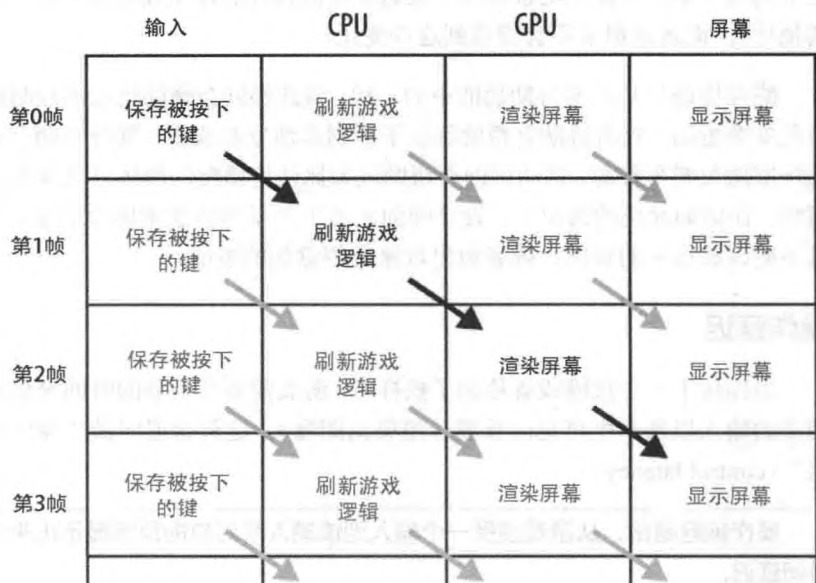 输入 CPU GPU 屏幕
第0帧
保存被按下
的键
刷新游戏
逻辑
渲染屏幕
显示屏幕
第1帧
保存被按下
的键
刷新游戏
逻辑
渲染屏幕
显示屏幕
第2帧
保存被按下
的键
刷新游戏
逻辑
渲染屏幕
显示屏幕
第3帧
保存被按下
的键
刷新游戏
逻辑
渲染屏幕
显示屏幕